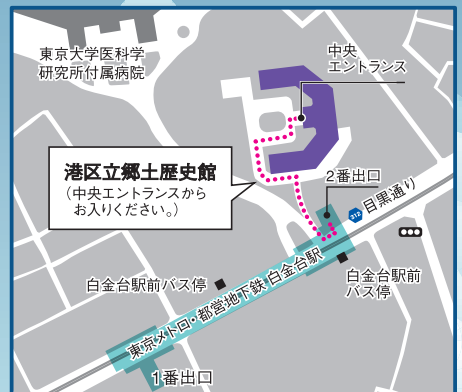 東京大学医科学
研究所付属病院
中央
エントランス
港区立郷土歴史館
（中央エントランスから
お入りください。）
2番出口
312
目黒通り
白金台駅前バス停
白金台駅前
バス停
東京メトロ・都営地下鉄 白金台駅
1番出口